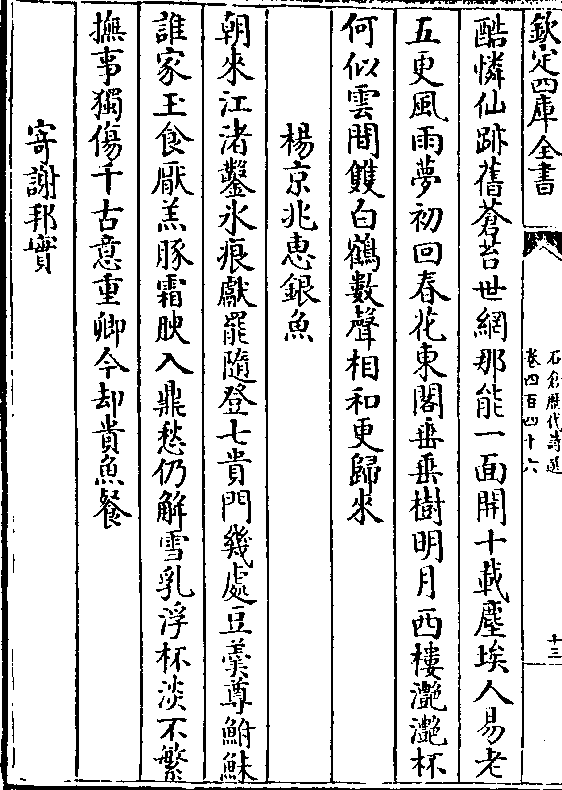 欽定四庫全書
石倉歷代詩選
卷四百四十六
十三
酷憐仙跡舊蒼苔世網那能一面開十載塵埃人易老
五更風雨夢初回春花東閣垂垂樹明月西樓灔灔杯
何似雲間雙白鶴數聲相和更歸來
楊京兆惠銀魚
朝來江渚鑿氷痕獻罷隨登七貴門幾處豆羹尊鮒鮇
誰家玉食厭羔豚霜腴入鼎愁仍解雪乳浮杯淡不繁
撫事獨傷千古意重卿今却貴魚餐
寄謝邦實